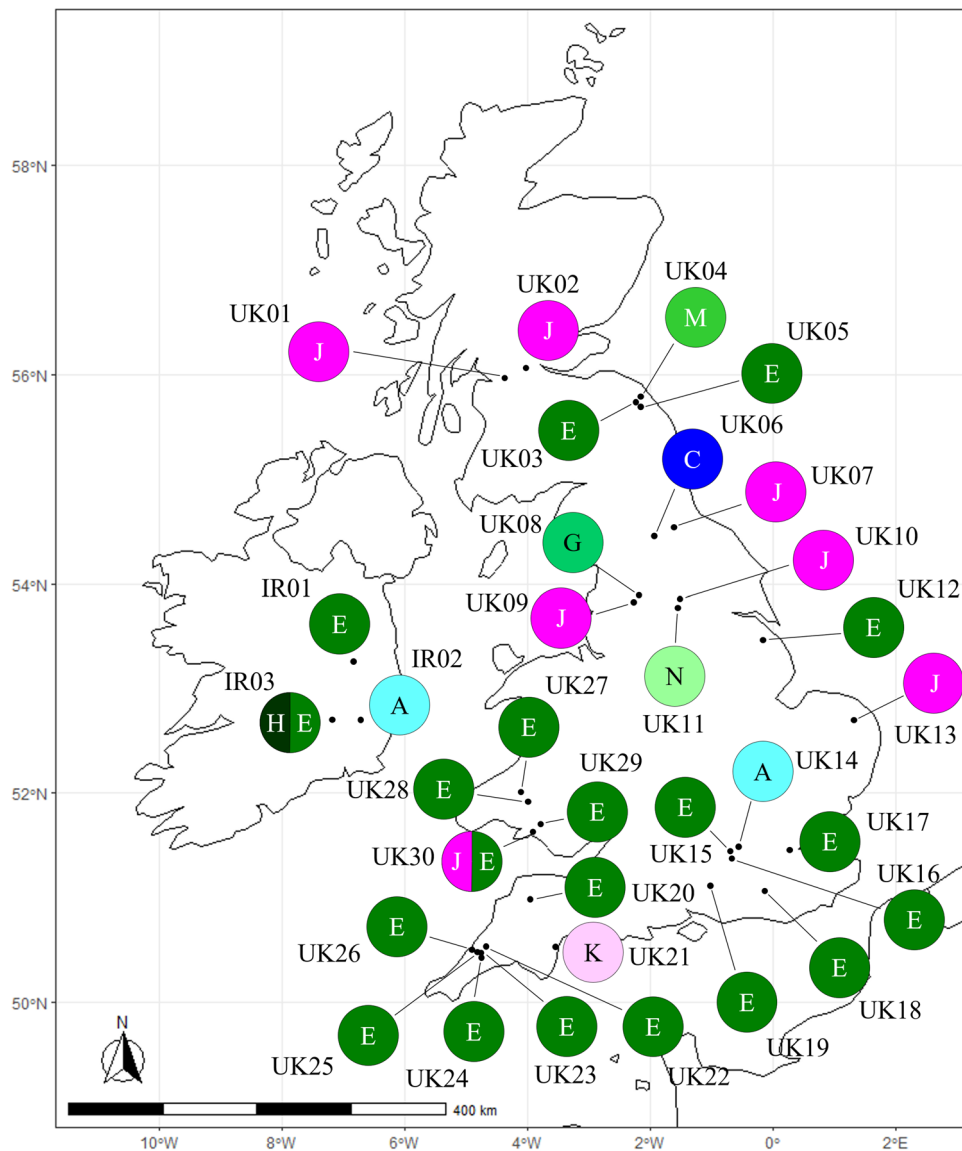 58°N
56°N
54°N
52°N
50°N
UK04
UK02
UK01
UK05
M
J
J
E
E
UK06
UK03
C
UK07
J
UK08
UK10
G
J
UK12
IR01
UK09
J
E
E
IR02
IR03
UK27
N
J
A
H E
E
UK11
UK13
UK29
UK14
A
UK28
E
E
E
UK17
UK15
E
UK30
J E
UK16
E
UK20
E
E
UK26
K
UK21
E
UK18
E
E
E
E
E
UK19
UK25
UK24
UK23
UK22
N
400 km
10°W
8°W
6°W
4°W
2°W
0°
2°E